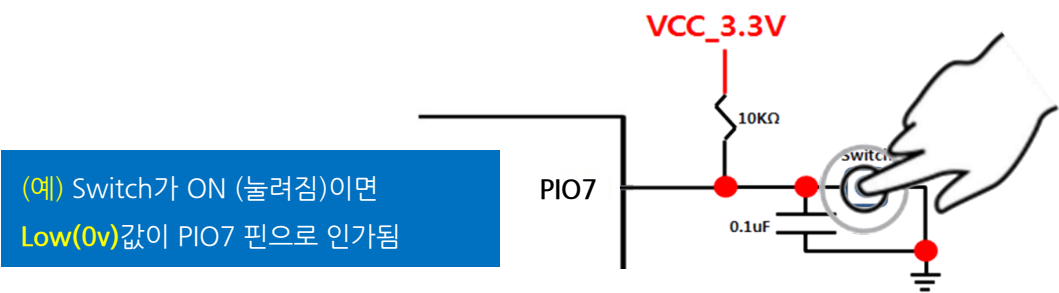 VCC_3.3V
10KΩ
Switch
PIO7
0.1uF
(예) Switch가 ON (눌려짐)이면
Low(0v)값이 PIO7 핀으로 인가됨